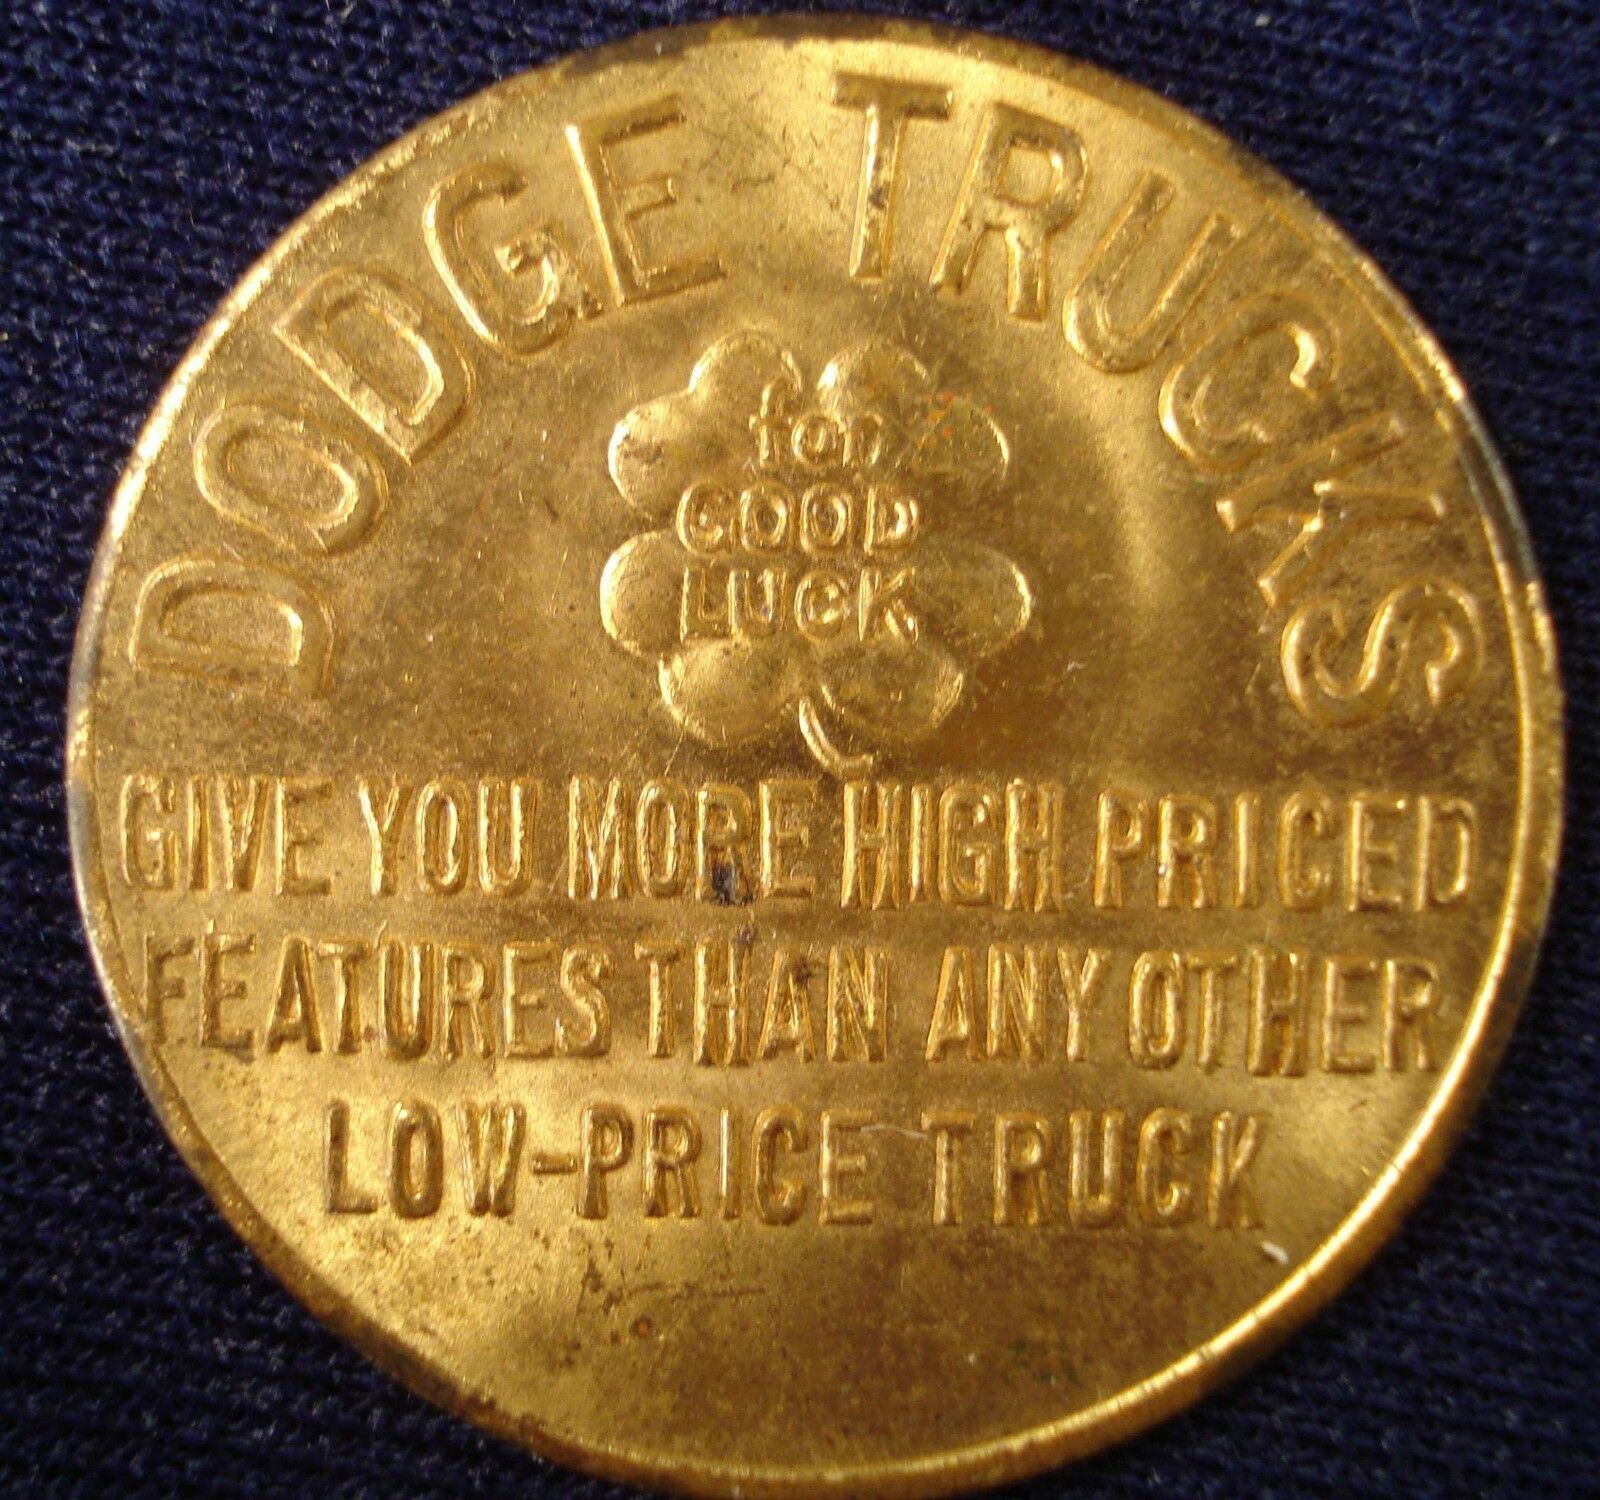 DODGE TRUCKS
for
GOOD
LUCK
GIVE YOU MORE HIGH PRICED
FEATURES THAN ANY OTHER
LOW-PRICE TRUCK